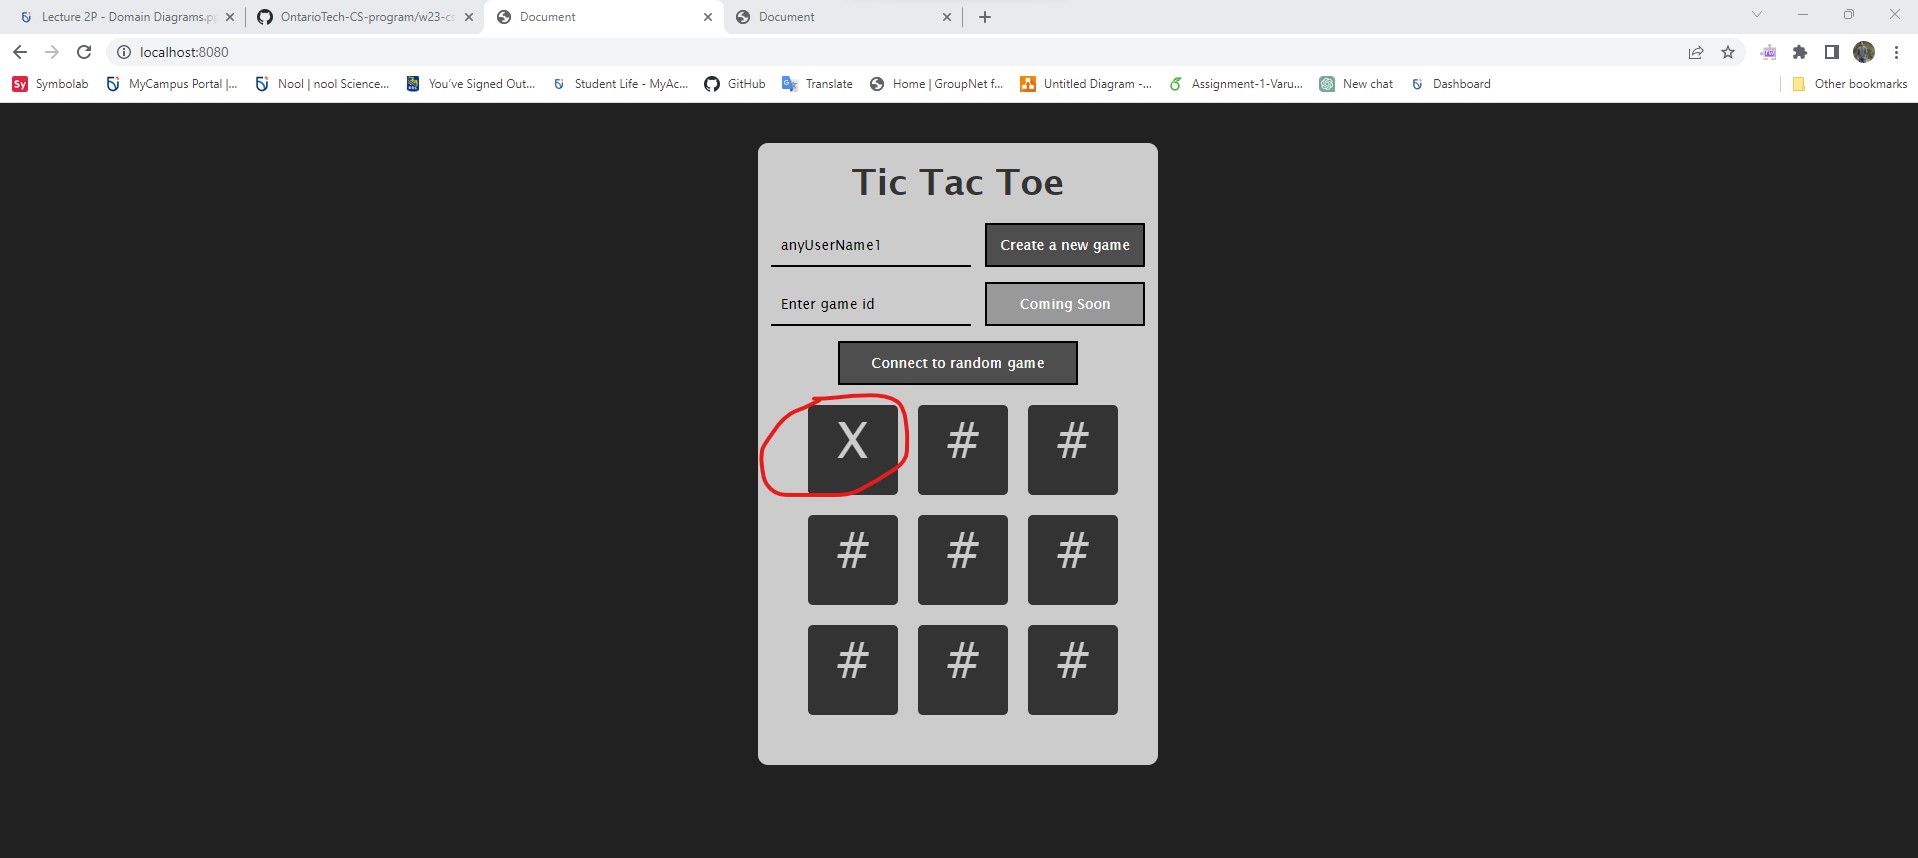 Lecture 2P - Domain Diagrams.pp
OntarioTech-CS-program/w23-cs
Document
Document
localhost:8080
Symbolab
MyCampus Portal |...
Nool | nool Science...
You've Signed Out...
Student Life - MyAc...
GitHub
Translate
Home | GroupNet f...
Untitled Diagram -...
Assignment-1-Varu...
New chat
Dashboard
Other bookmarks
Tic Tac Toe
anyUserName1
Create a new game
Enter game id
Coming Soon
Connect to random game
X # #
# # #
# # #